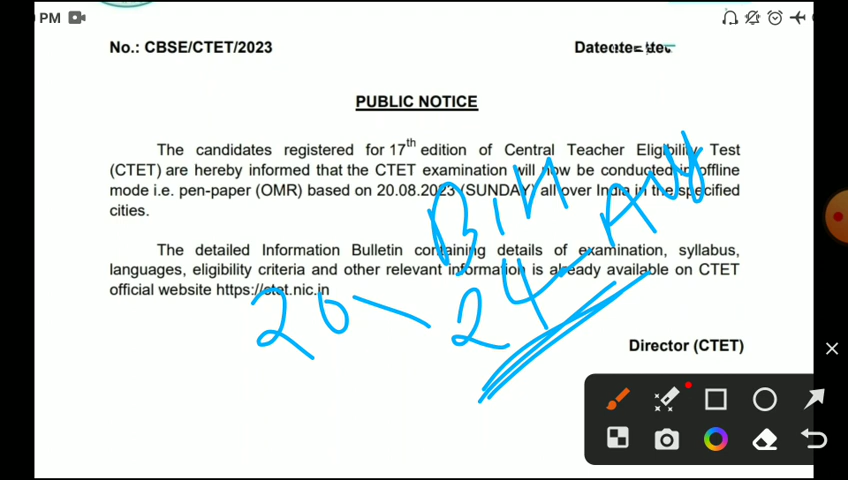 PM
No.: CBSE/CTET/2023
PUBLIC NOTICE
The candidates registered for 17th edition of Central Teacher Eligibility Test
(CTET) are hereby informed that the CTET examination will now be conducted in offline
mode i.e. pen-paper (OMR) based on 20.08.2023 (SUNDAY) all over India in the specified
cities.
The detailed Information Bulletin containing details of examination, syllabus,
languages, eligibility criteria and other relevant information is already available on CTET
official website https://ctet.nic.in
Director (CTET)
20 24